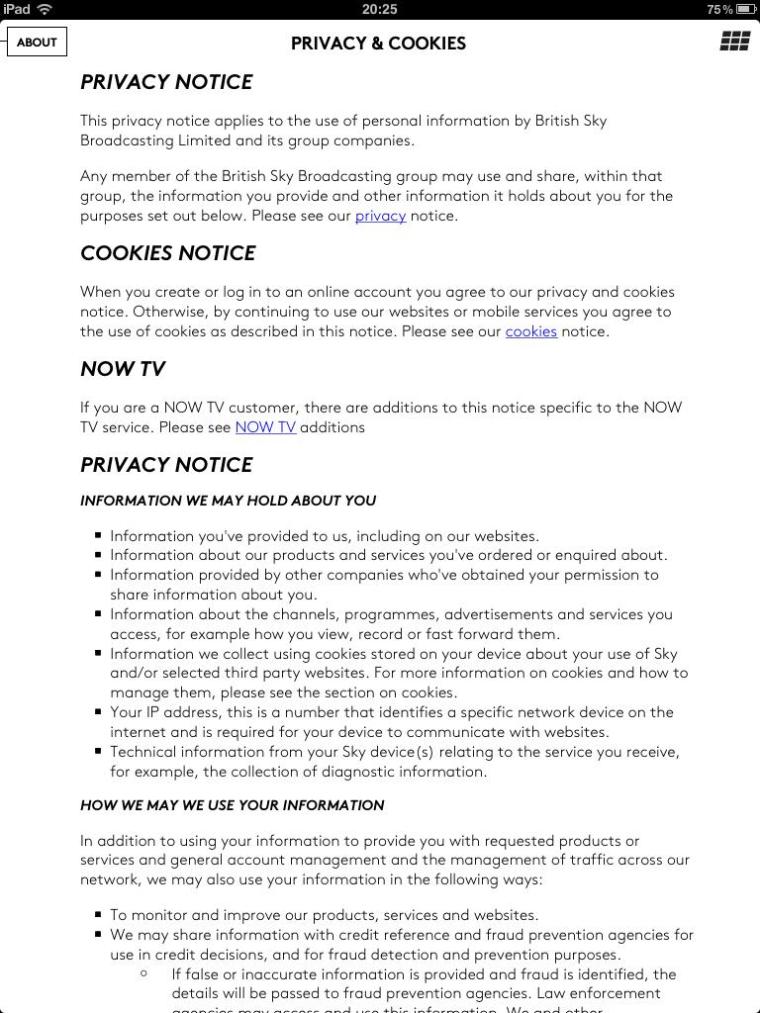 iPad 20:25 75%
ABOUT PRIVACY & COOKIES
PRIVACY NOTICE
This privacy notice applies to the use of personal information by British Sky
Broadcasting Limited and its group companies.
Any member of the British Sky Broadcasting group may use and share, within that
group, the information you provide and other information it holds about you for the
purposes set out below. Please see our privacy notice.
COOKIES NOTICE
When you create or log in to an online account you agree to our privacy and cookies
notice. Otherwise, by continuing to use our websites or mobile services you agree to
the use of cookies as described in this notice. Please see our cookies notice.
NOW TV
If you are a NOW TV customer, there are additions to this notice specific to the NOW
TV service. Please see NOW TV additions
PRIVACY NOTICE
INFORMATION WE MAY HOLD ABOUT YOU
▪ Information you've provided to us, including on our websites.
▪ Information about our products and services you've ordered or enquired about.
▪ Information provided by other companies who've obtained your permission to
share information about you.
▪ Information about the channels, programmes, advertisements and services you
access, for example how you view, record or fast forward them.
▪ Information we collect using cookies stored on your device about your use of Sky
and/or selected third party websites. For more information on cookies and how to
manage them, please see the section on cookies.
▪ Your IP address, this is a number that identifies a specific network device on the
internet and is required for your device to communicate with websites.
▪ Technical information from your Sky device(s) relating to the service you receive,
for example, the collection of diagnostic information.
HOW WE MAY WE USE YOUR INFORMATION
In addition to using your information to provide you with requested products or
services and general account management and the management of traffic across our
network, we may also use your information in the following ways:
▪ To monitor and improve our products, services and websites.
▪ We may share information with credit reference and fraud prevention agencies for
use in credit decisions, and for fraud detection and prevention purposes.
○ If false or inaccurate information is provided and fraud is identified, the
details will be passed to fraud prevention agencies. Law enforcement
agencies may access and use this information. We and other